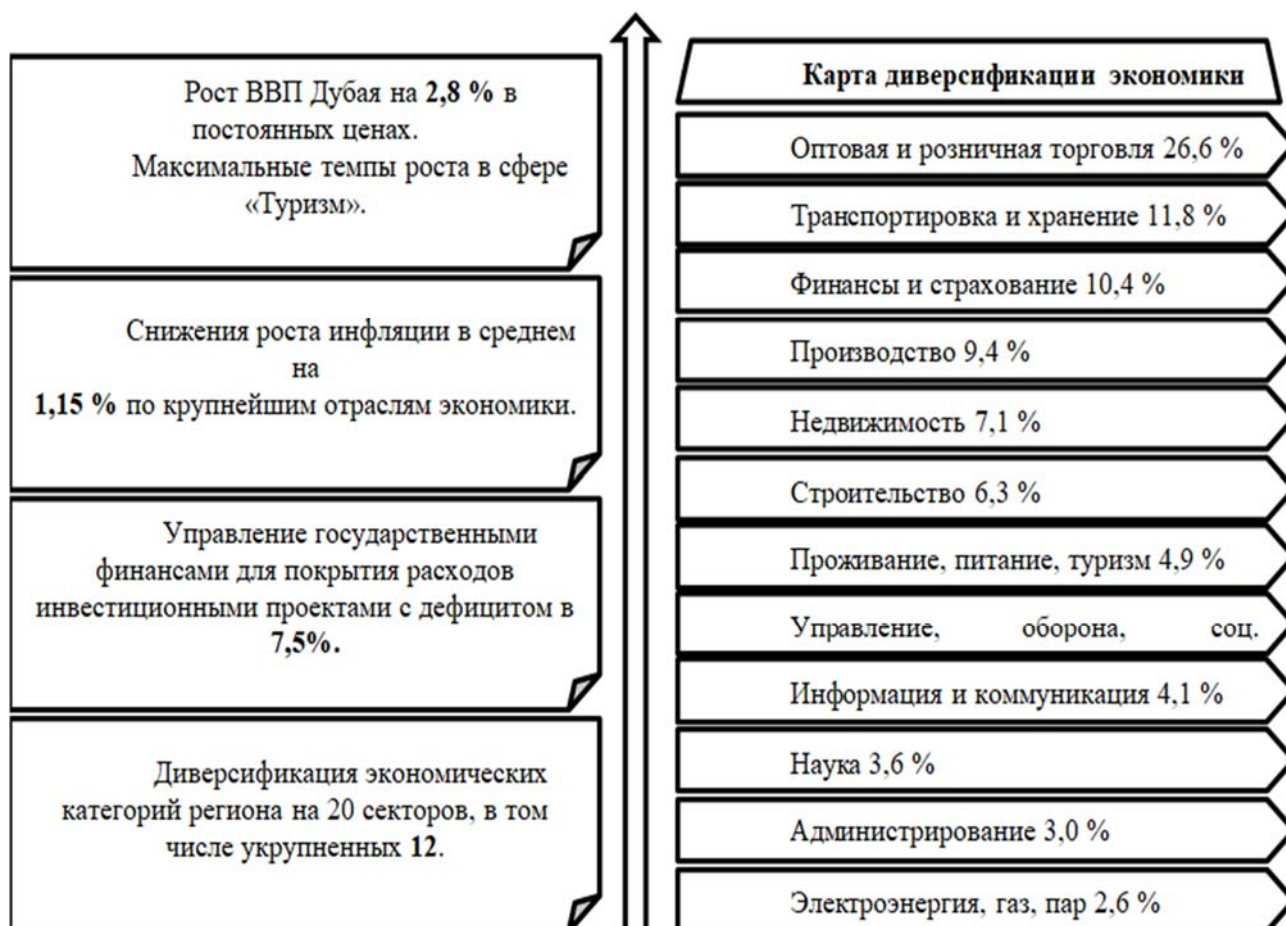 Рост ВВП Дубая на 2,8 % в
постоянных ценах.
Максимальные темпы роста в сфере
«Туризм».
Снижения роста инфляции в среднем
на
1,15 % по крупнейшим отраслям экономики.
Управление государственными
финансами для покрытия расходов
инвестиционными проектами с дефицитом в
7,5%.
Диверсификация экономических
категорий региона на 20 секторов, в том
числе укрупненных 12.
Карта диверсификации экономики
Оптовая и розничная торговля 26,6 %
Транспортировка и хранение 11,8 %
Финансы и страхование 10,4 %
Производство 9,4 %
Недвижимость 7,1 %
Строительство 6,3 %
Проживание, питание, туризм 4,9 %
Управление, оборона, соц.
Информация и коммуникация 4,1 %
Наука 3,6 %
Администрирование 3,0 %
Электроэнергия, газ, пар 2,6 %